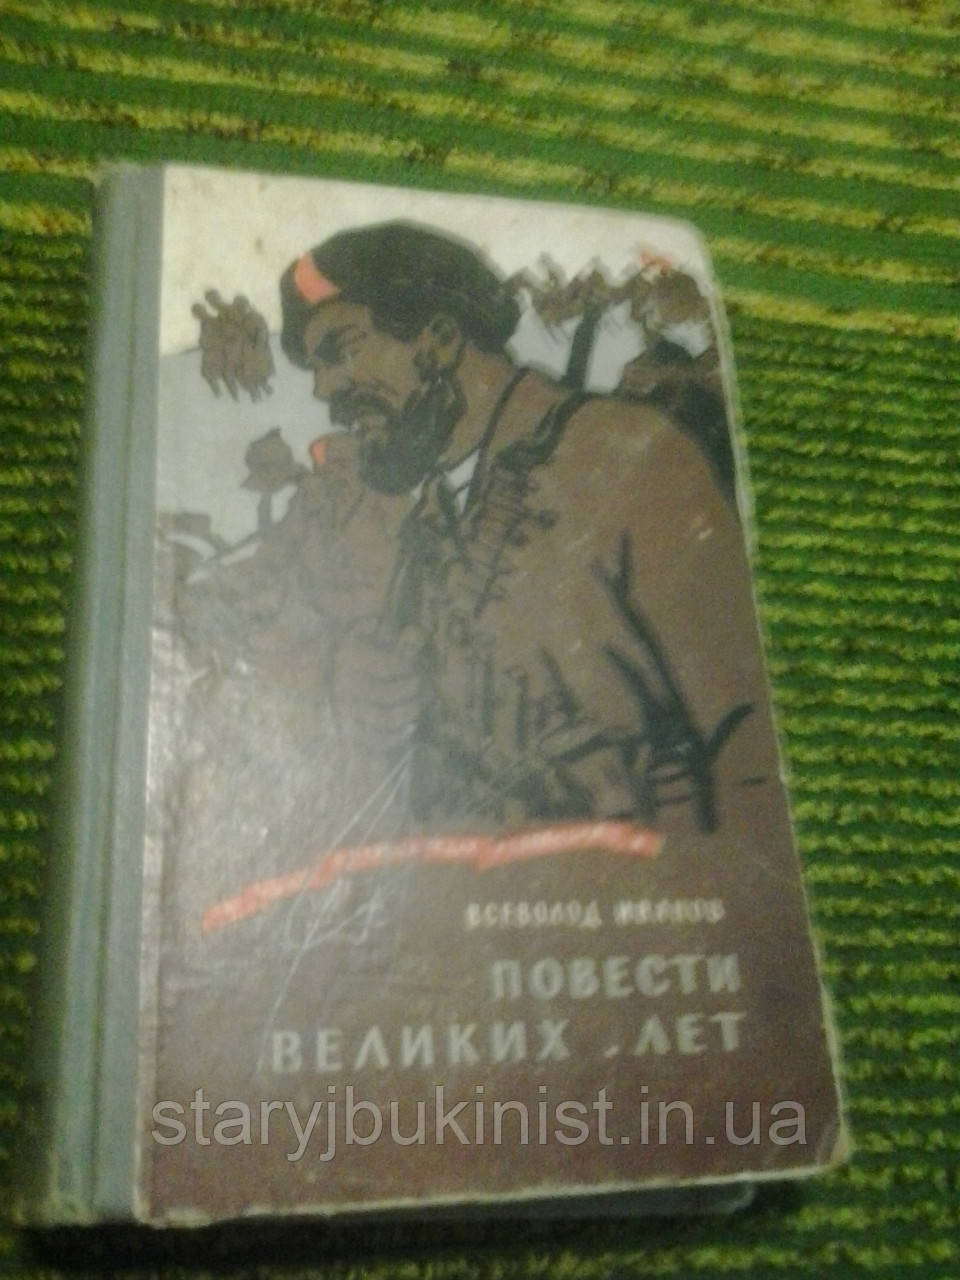 ВСЕВОЛОД ИВАНОВ
ПОВЕСТИ
ВЕЛИКИХ ЛЕТ
staryjbukinist.in.ua